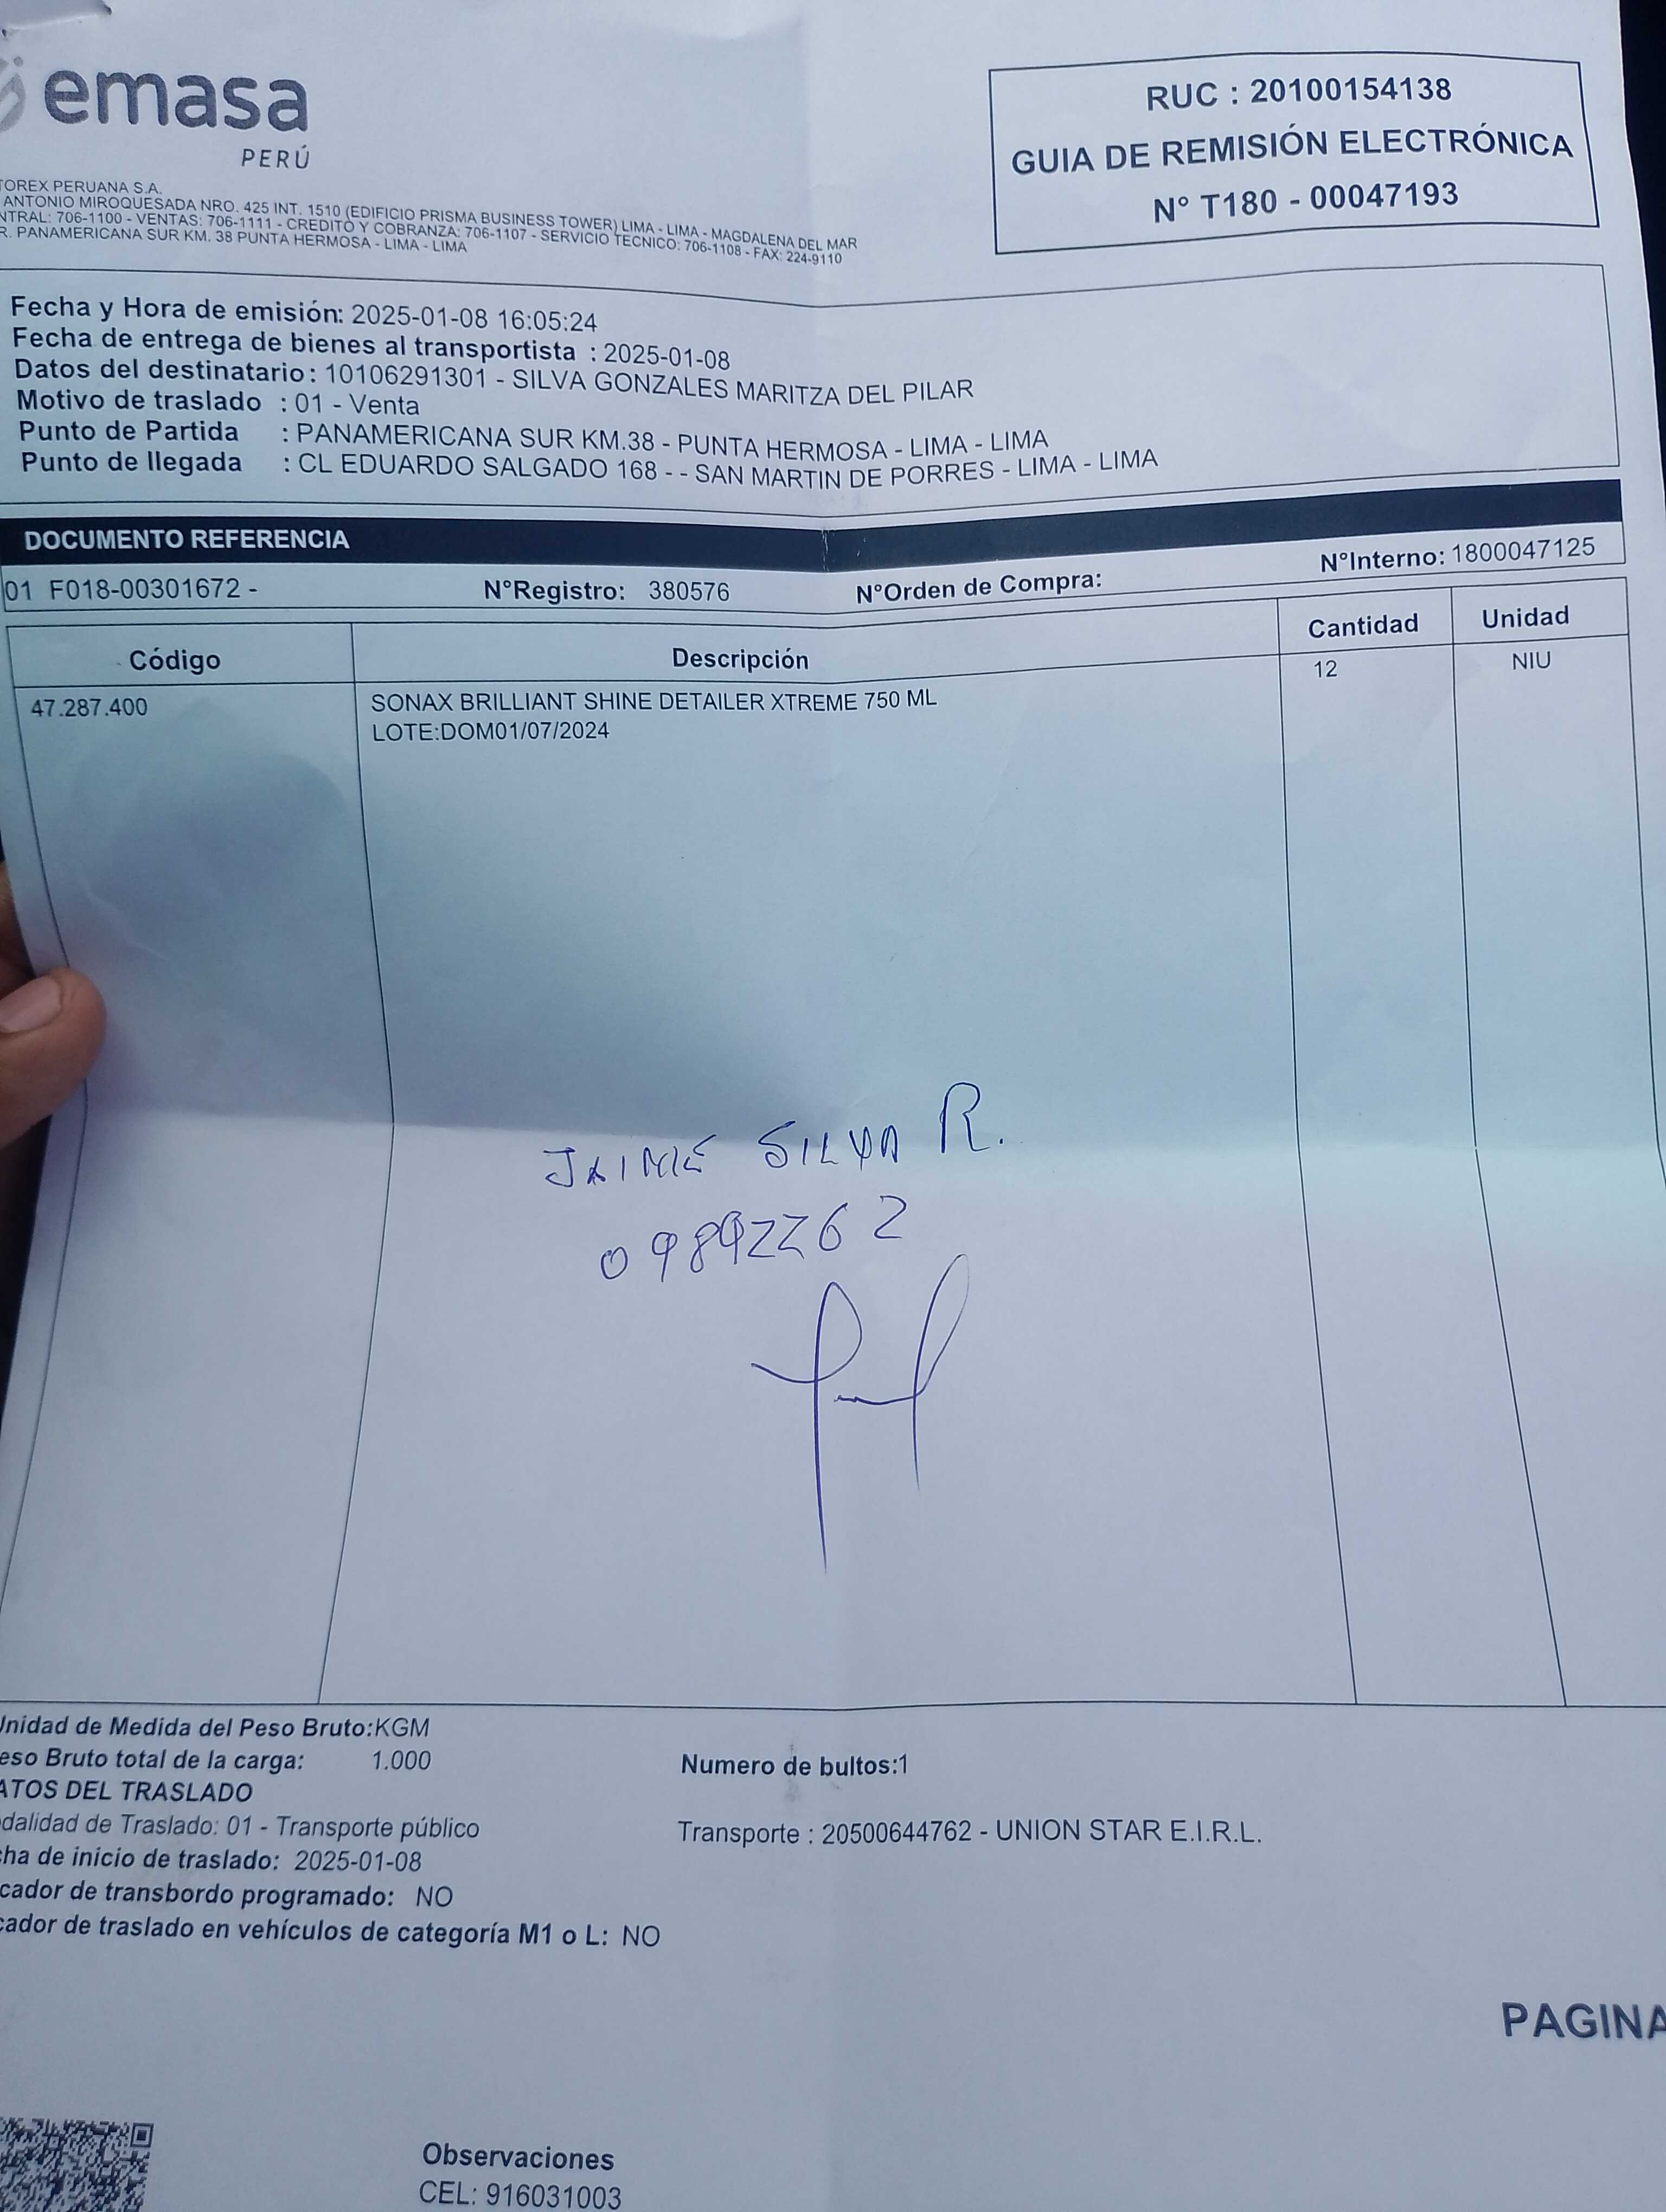 emasa
PERÚ
RUC : 20100154138
GUIA DE REMISIÓN ELECTRÓNICA
N° T180 - 00047193
TOREX PERUANA S.A.
ANTONIO MIROQUESADA NRO. 425 INT. 1510 (EDIFICIO PRISMA BUSINESS TOWER) LIMA - LIMA - MAGDALENA DEL MAR
NTRAL: 706-1100 - VENTAS: 706-1111 - CREDITO Y COBRANZA: 706-1107 - SERVICIO TECNICO: 706-1108 - FAX: 224-9110
R. PANAMERICANA SUR KM. 38 PUNTA HERMOSA - LIMA - LIMA
Fecha y Hora de emisión: 2025-01-08 16:05:24
Fecha de entrega de bienes al transportista : 2025-01-08
Datos del destinatario : 10106291301 - SILVA GONZALES MARITZA DEL PILAR
Motivo de traslado : 01 - Venta
Punto de Partida : PANAMERICANA SUR KM.38 - PUNTA HERMOSA - LIMA - LIMA
Punto de llegada : CL EDUARDO SALGADO 168 - - SAN MARTIN DE PORRES - LIMA - LIMA
DOCUMENTO REFERENCIA
01 F018-00301672 - N°Registro: 380576 N°Orden de Compra: N°Interno: 1800047125
Código Descripción Cantidad Unidad
47.287.400 SONAX BRILLIANT SHINE DETAILER XTREME 750 ML 12 NIU
LOTE:DOM01/07/2024
JAIME SILVA R.
09892262
Unidad de Medida del Peso Bruto:KGM
eso Bruto total de la carga: 1.000 Numero de bultos:1
ATOS DEL TRASLADO
dalidad de Traslado: 01 - Transporte público Transporte : 20500644762 - UNION STAR E.I.R.L.
cha de inicio de traslado: 2025-01-08
cador de transbordo programado: NO
cador de traslado en vehículos de categoría M1 o L: NO
PAGINA
Observaciones
CEL: 916031003